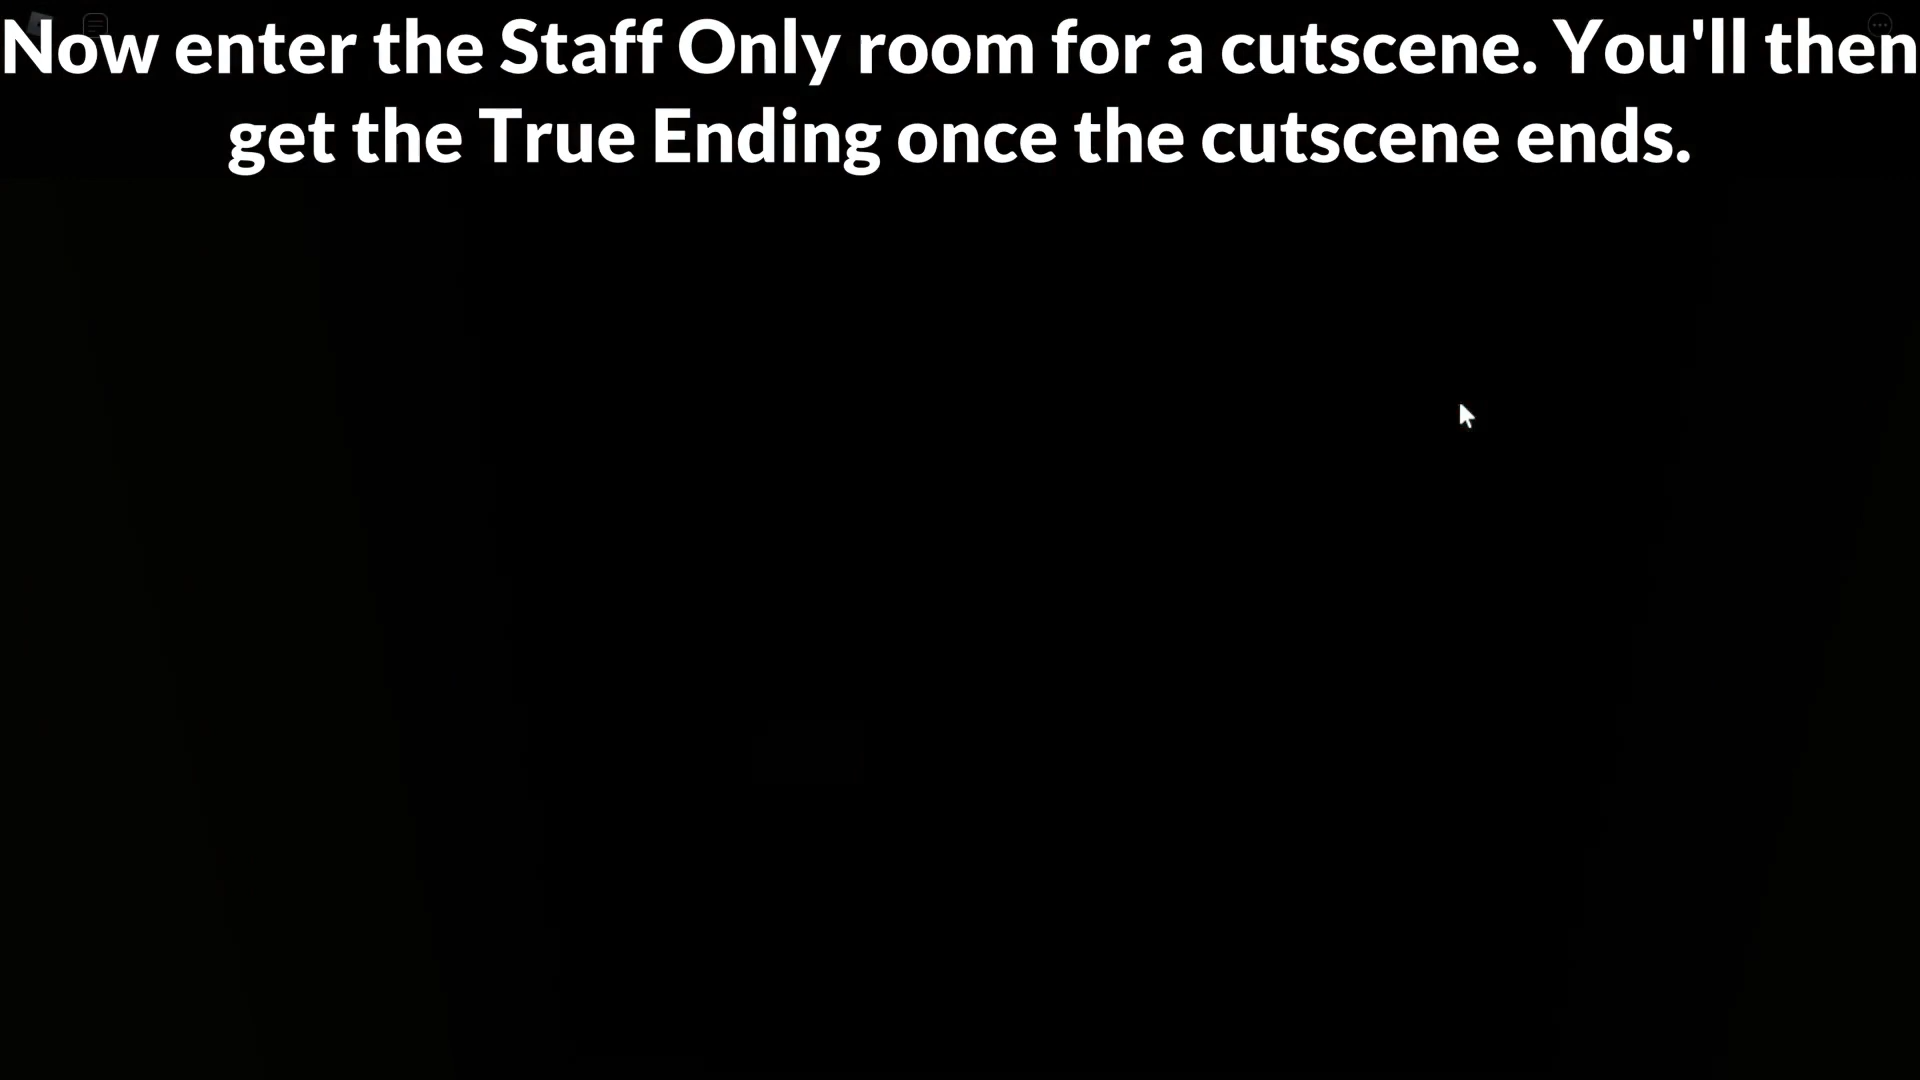 Now enter the Staff Only room for a cutscene. You'll then
get the True Ending once the cutscene ends.